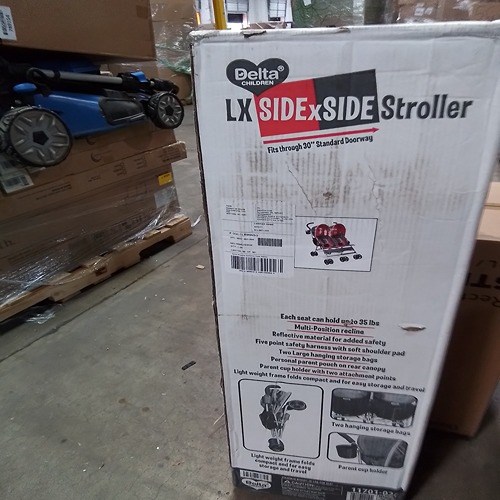 Delta®
CHILDREN
LX SIDExSIDE Stroller
Fits through 30" Standard Doorway
Each seat can hold up to 35 lbs
Multi-Position recline
Reflective material for added safety
Five point safety harness with soft shoulder pad
Two Large hanging storage bags
Personal parent pouch on rear canopy
Parent cup holder with two attachment points
Light weight frame folds compact and for easy storage and travel
Two hanging storage bags
Light weight frame folds
compact and for easy
storage and travel
Parent cup holder
Delta